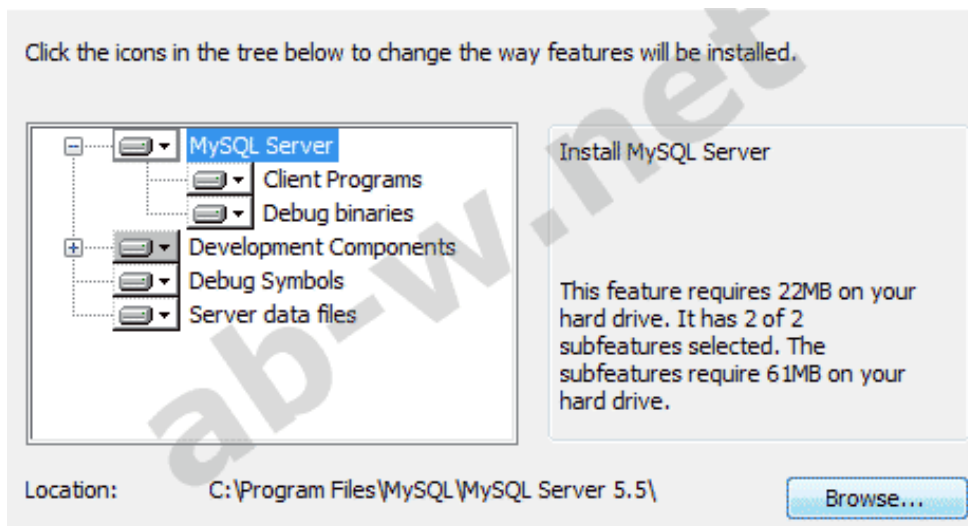 Click the icons in the tree below to change the way features will be installed.
MySQL Server
Client Programs
Debug binaries
Development Components
Debug Symbols
Server data files
Install MySQL Server
This feature requires 22MB on your
hard drive. It has 2 of 2
subfeatures selected. The
subfeatures require 61MB on your
hard drive.
Location: C:\Program Files\MySQL\MySQL Server 5.5\
Browse...
ab-w.net